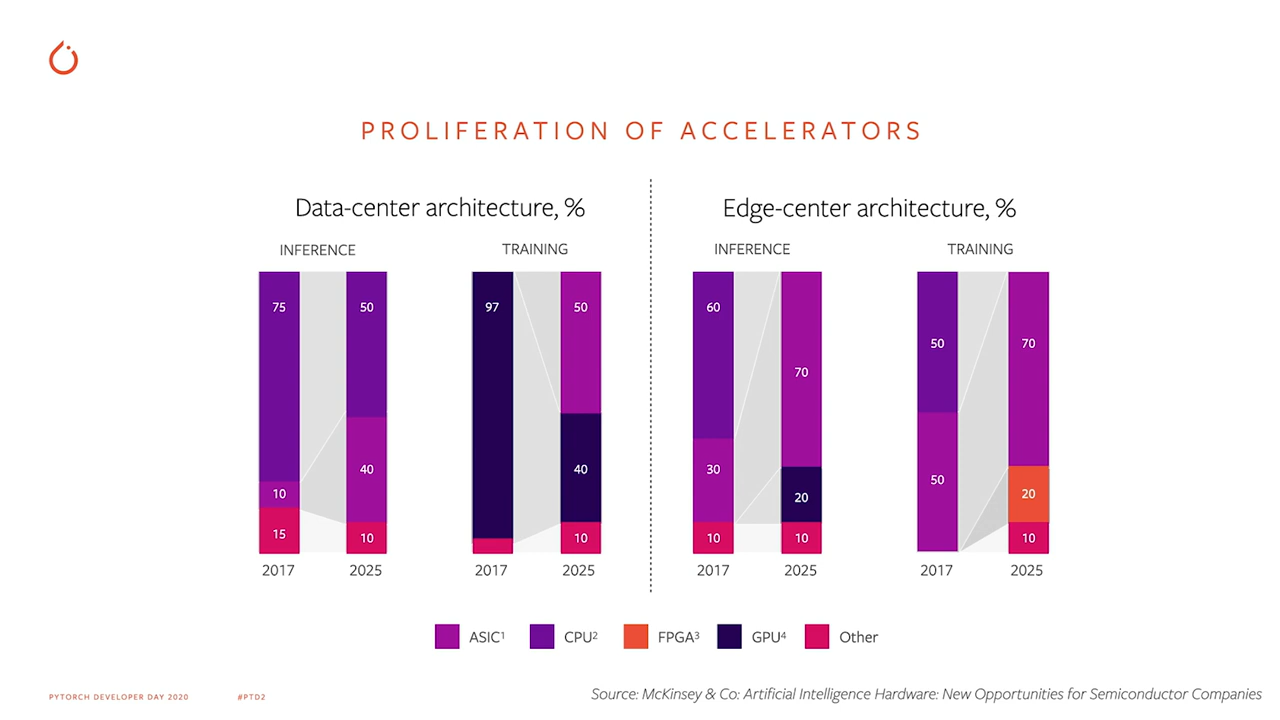 PROLIFERATION OF ACCELERATORS
Data-center architecture, %
INFERENCE
TRAINING
75
10
15
50
40
10
97
50
40
10
2017
2025
2017
2025
Edge-center architecture, %
INFERENCE
TRAINING
60
30
10
70
20
10
50
50
70
20
10
2017
2025
2017
2025
ASIC¹
CPU²
FPGA³
GPU⁴
Other
PYTORCH DEVELOPER DAY 2020
#PTD2
Source: McKinsey & Co: Artificial Intelligence Hardware: New Opportunities for Semiconductor Companies